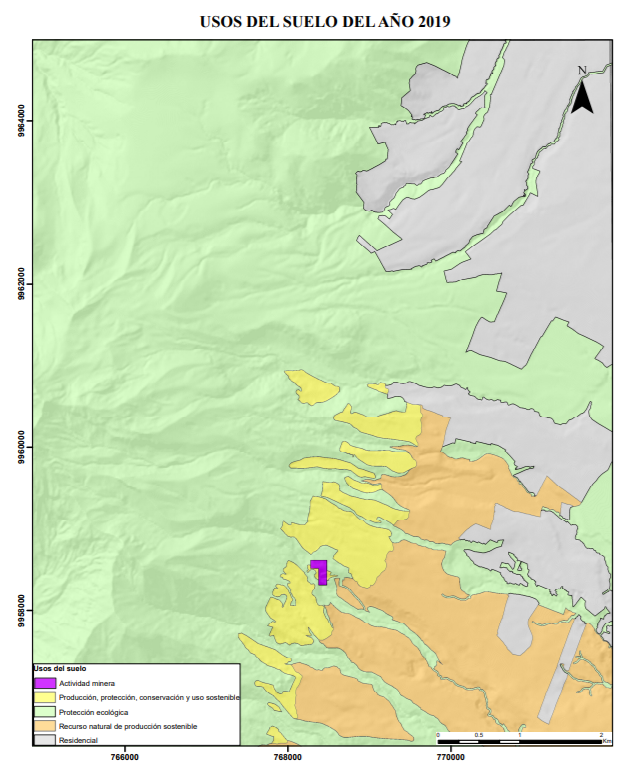 USOS DEL SUELO DEL AÑO 2019
N
9964000
9962000
9960000
9958000
Usos del suelo
Actividad minera
Producción, protección, conservación y uso sostenible
Protección ecológica
Recurso natural de producción sostenible
Residencial
0 0.5 1 2
Km
766000 768000 770000